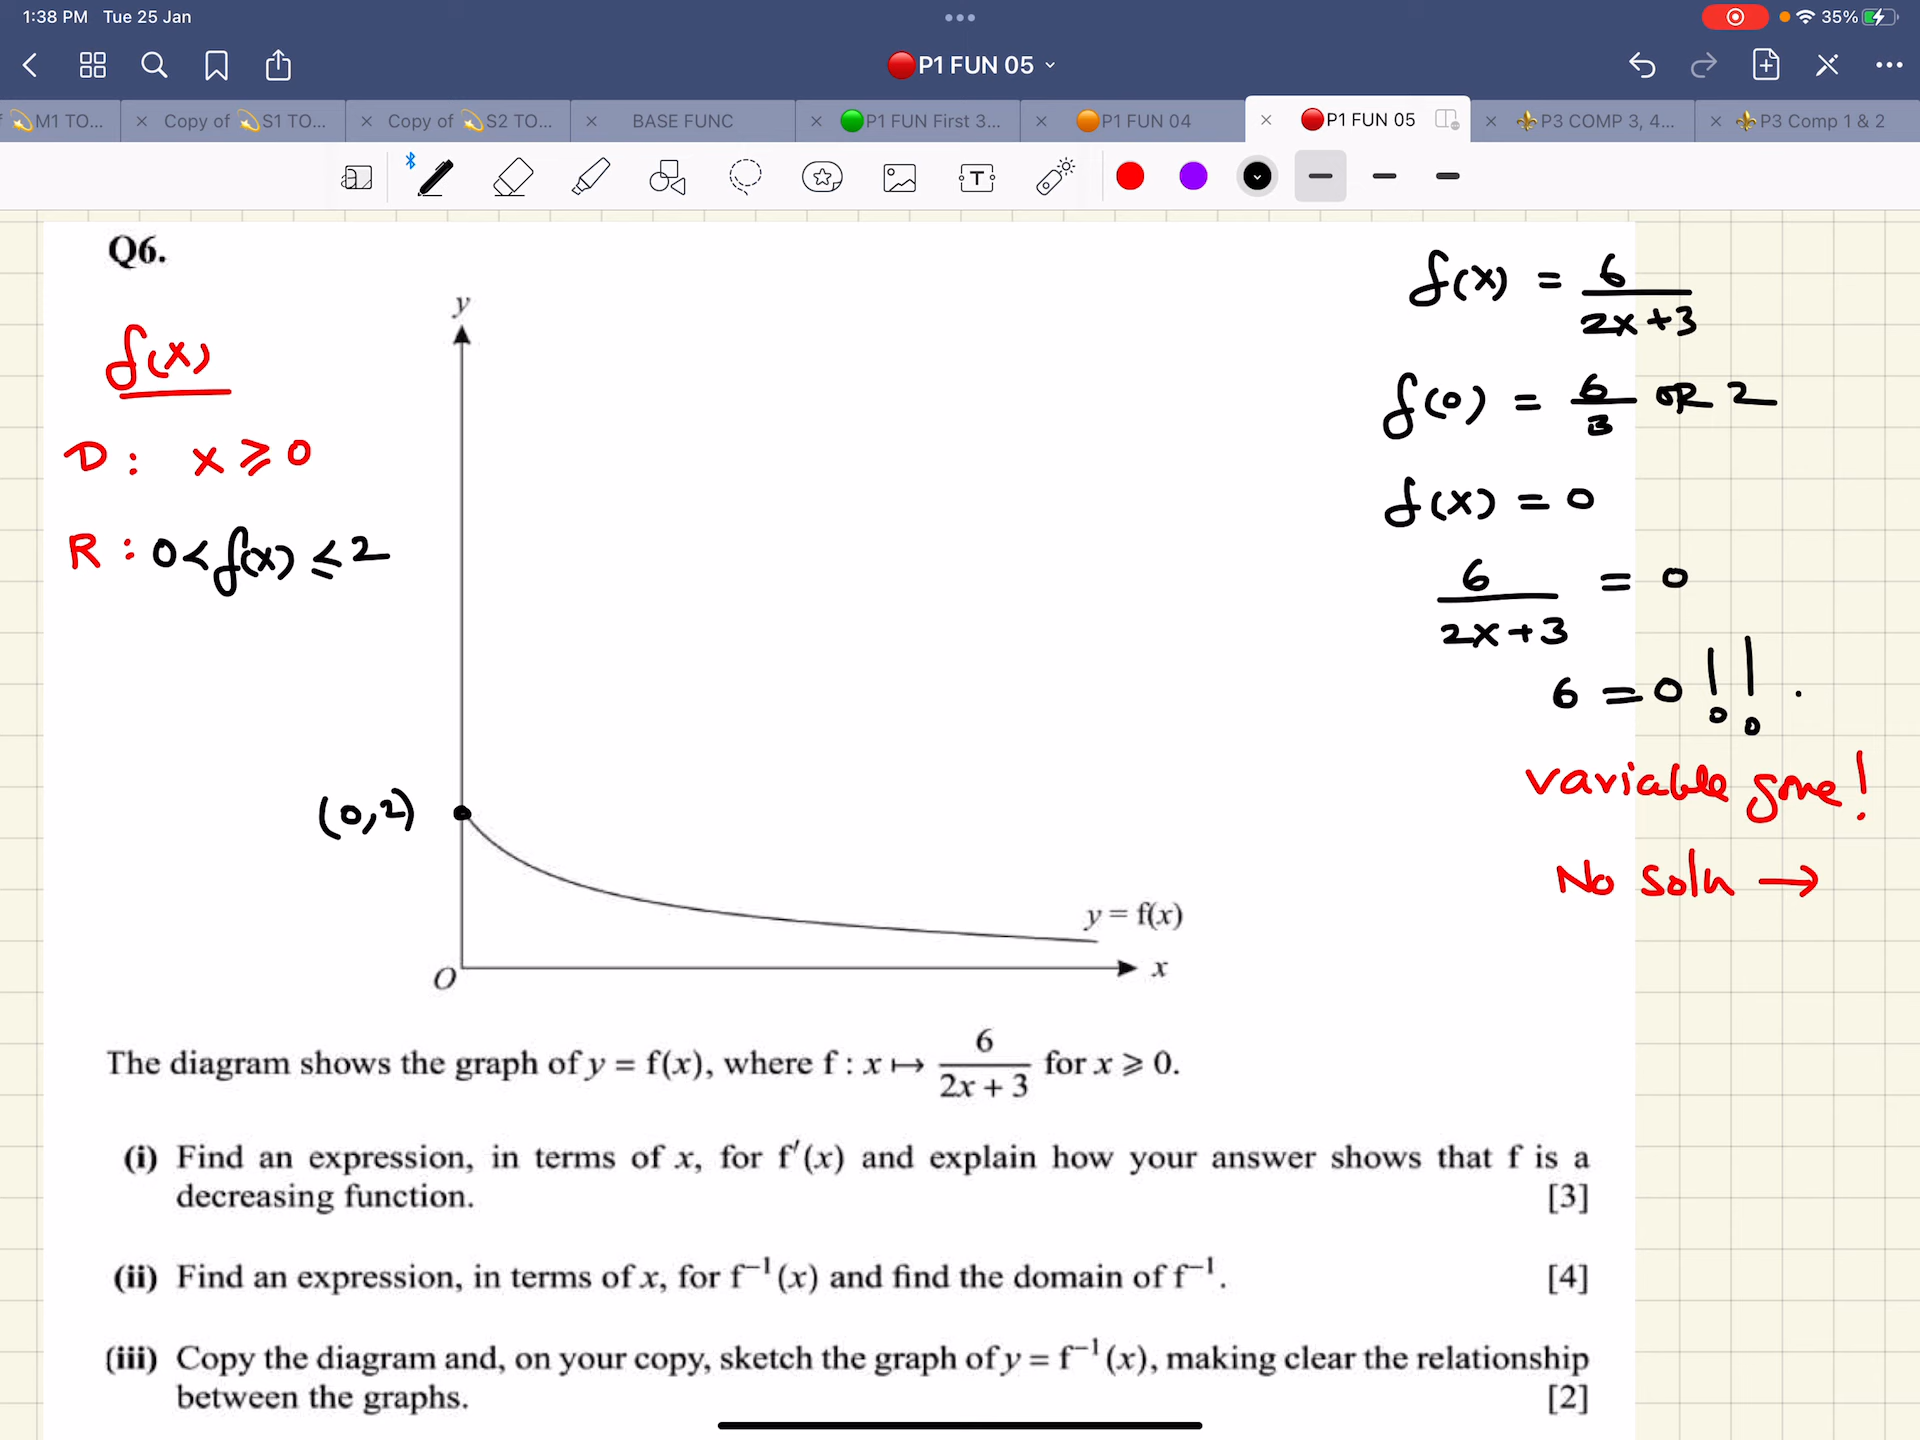 1:38 PM Tue 25 Jan
35%
P1 FUN 05
M1 TO...
Copy of S1 TO...
Copy of S2 TO...
BASE FUNC
P1 FUN First 3...
P1 FUN 04
P1 FUN 05
P3 COMP 3, 4...
P3 Comp 1 & 2
T
Q6.
f(x)
D: x ⩾ 0
R: 0 < f(x) ⩽ 2
y
(0,2)
y = f(x)
O
x
f(x) = 6/(2x+3)
f(0) = 6/3 OR 2
f(x) = 0
6/(2x+3) = 0
6 = 0 !! .
variable gone!
No soln →
The diagram shows the graph of y = f(x), where f : x ↦ 6/(2x + 3) for x ⩾ 0.
(i) Find an expression, in terms of x, for f′(x) and explain how your answer shows that f is a
decreasing function. [3]
(ii) Find an expression, in terms of x, for f⁻¹(x) and find the domain of f⁻¹. [4]
(iii) Copy the diagram and, on your copy, sketch the graph of y = f⁻¹(x), making clear the relationship
between the graphs. [2]